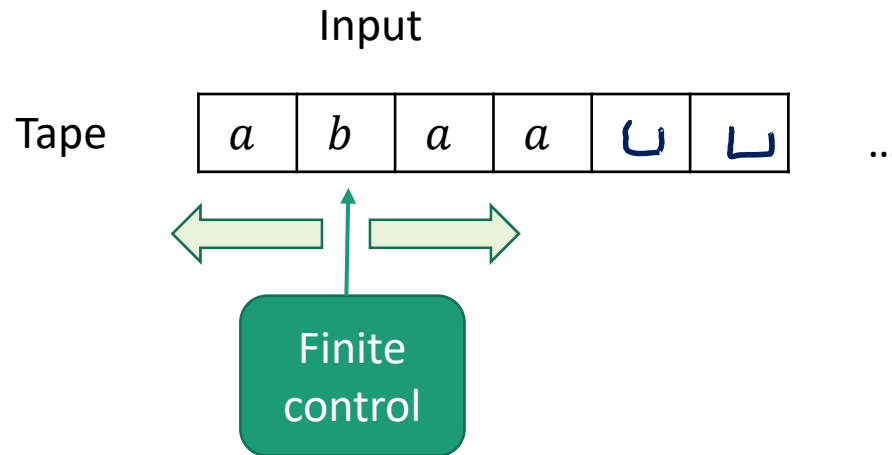 Input
Tape a b a a ⊔ ⊔ ...
Finite
control